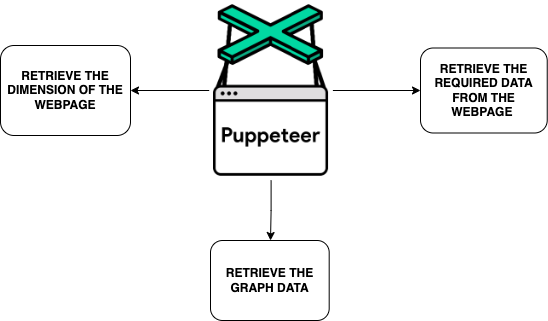 RETRIEVE THE
DIMENSION OF THE
WEBPAGE
Puppeteer
RETRIEVE THE
REQUIRED DATA
FROM THE
WEBPAGE
RETRIEVE THE
GRAPH DATA